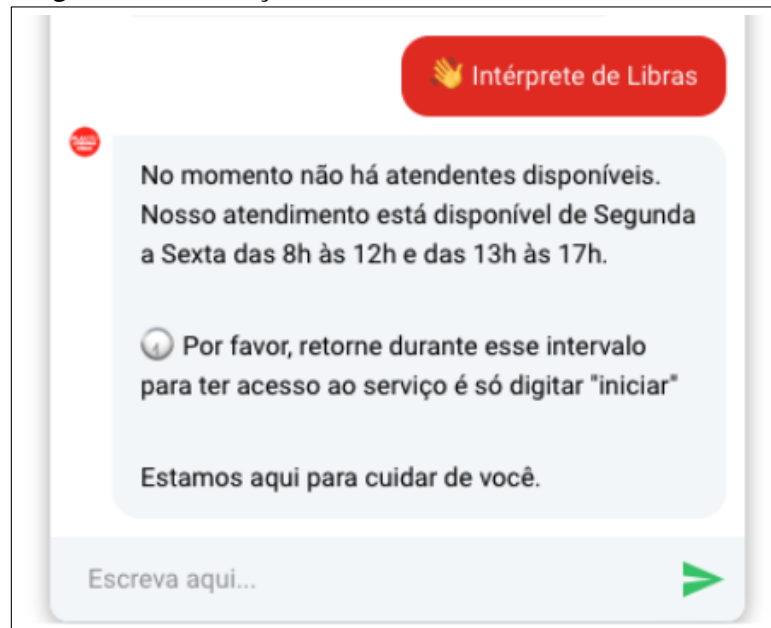 👋 Intérprete de Libras
No momento não há atendentes disponíveis.
Nosso atendimento está disponível de Segunda
a Sexta das 8h às 12h e das 13h às 17h.
🕢 Por favor, retorne durante esse intervalo
para ter acesso ao serviço é só digitar "iniciar"
Estamos aqui para cuidar de você.
Escreva aqui...